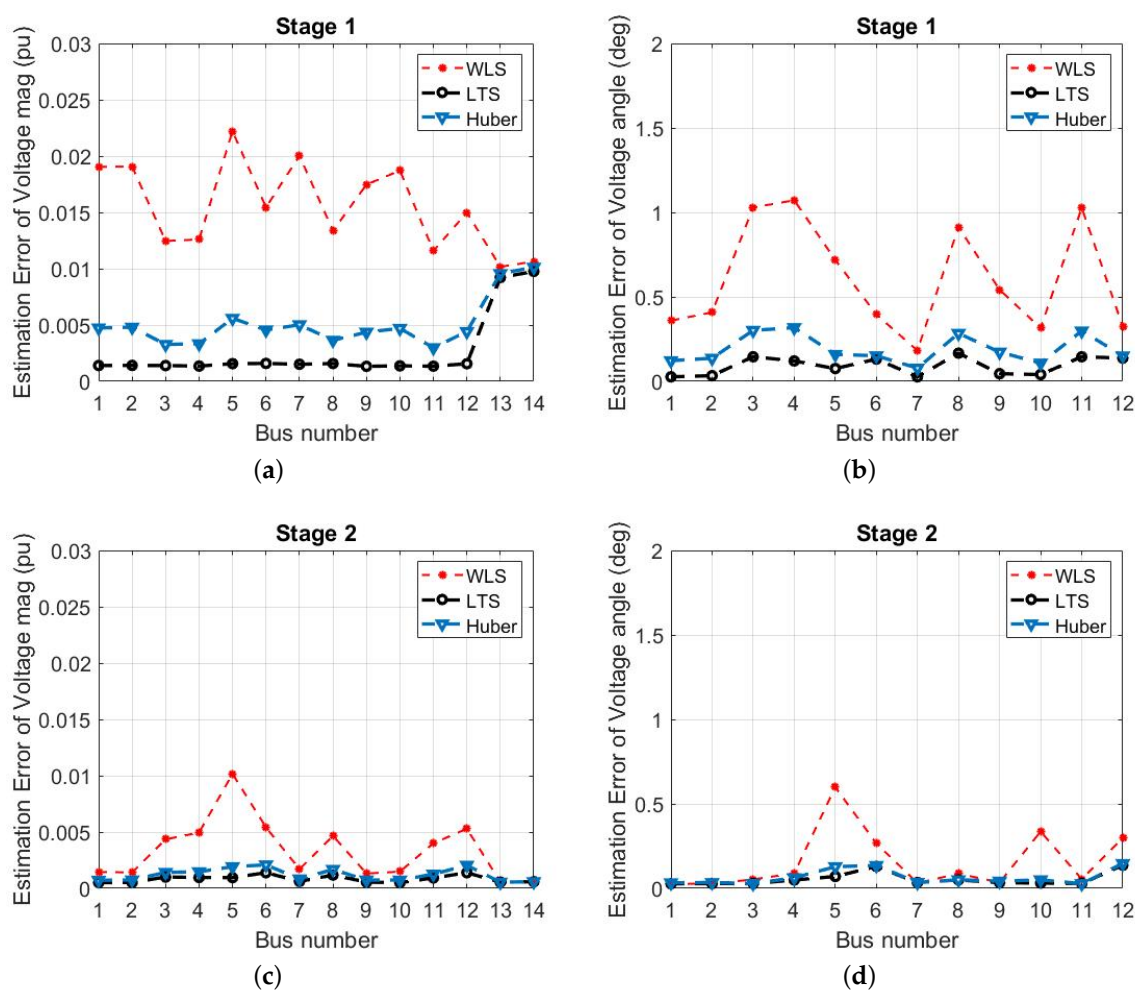 Stage 1
Estimation Error of Voltage mag (pu)
0.03
0.025
0.02
0.015
0.01
0.005
0
WLS
LTS
Huber
1 2 3 4 5 6 7 8 9 10 11 12 13 14
Bus number
(a)
Stage 1
Estimation Error of Voltage angle (deg)
2
1.5
1
0.5
0
WLS
LTS
Huber
1 2 3 4 5 6 7 8 9 10 11 12
Bus number
(b)
Stage 2
Estimation Error of Voltage mag (pu)
0.03
0.025
0.02
0.015
0.01
0.005
0
WLS
LTS
Huber
1 2 3 4 5 6 7 8 9 10 11 12 13 14
Bus number
(c)
Stage 2
Estimation Error of Voltage angle (deg)
2
1.5
1
0.5
0
WLS
LTS
Huber
1 2 3 4 5 6 7 8 9 10 11 12
Bus number
(d)